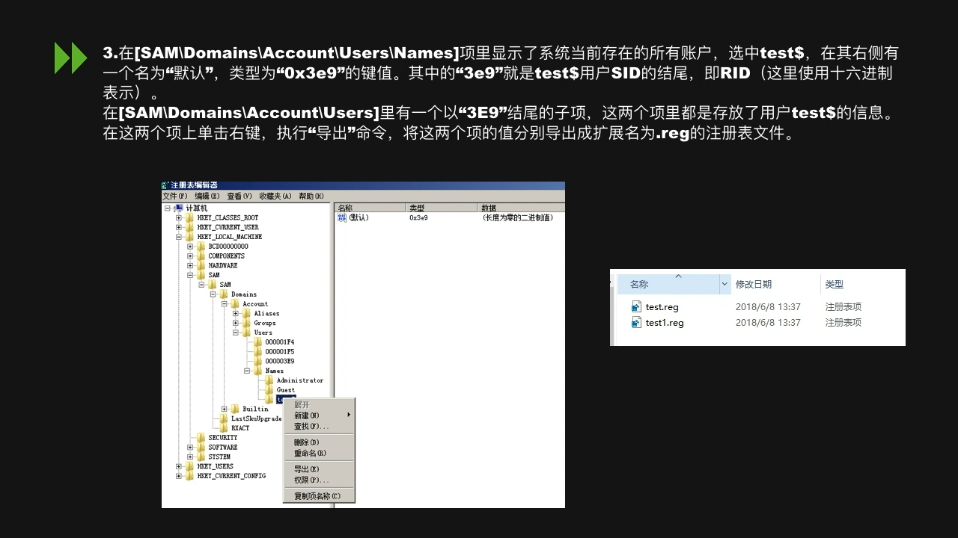 3.在[SAM\Domains\Account\Users\Names]项里显示了系统当前存在的所有账户，选中test$，在其右侧有
一个名为“默认”，类型为“0x3e9”的键值。其中的“3e9”就是test$用户SID的结尾，即RID（这里使用十六进制
表示）。
在[SAM\Domains\Account\Users]里有一个以“3E9”结尾的子项，这两个项里都是存放了用户test$的信息。
在这两个项上单击右键，执行“导出”命令，将这两个项的值分别导出成扩展名为.reg的注册表文件。
注册表编辑器
文件(F) 编辑(E) 查看(V) 收藏夹(A) 帮助(H)
计算机
HKEY_CLASSES_ROOT
HKEY_CURRENT_USER
HKEY_LOCAL_MACHINE
BCD00000000
COMPONENTS
HARDWARE
SAM
SAM
Domains
Account
Aliases
Groups
Users
000001F4
000001F5
000003E9
Names
Administrator
Guest
Builtin
LastSkuUpgrade
RXACT
SECURITY
SOFTWARE
SYSTEM
HKEY_USERS
HKEY_CURRENT_CONFIG
名称 类型 数据
(默认) 0x3e9 (长度为零的二进制值)
展开
新建(N)
查找(F)...
删除(D)
重命名(R)
导出(E)
权限(P)...
复制项名称(C)
名称 修改日期 类型
test.reg 2018/6/8 13:37 注册表项
test1.reg 2018/6/8 13:37 注册表项